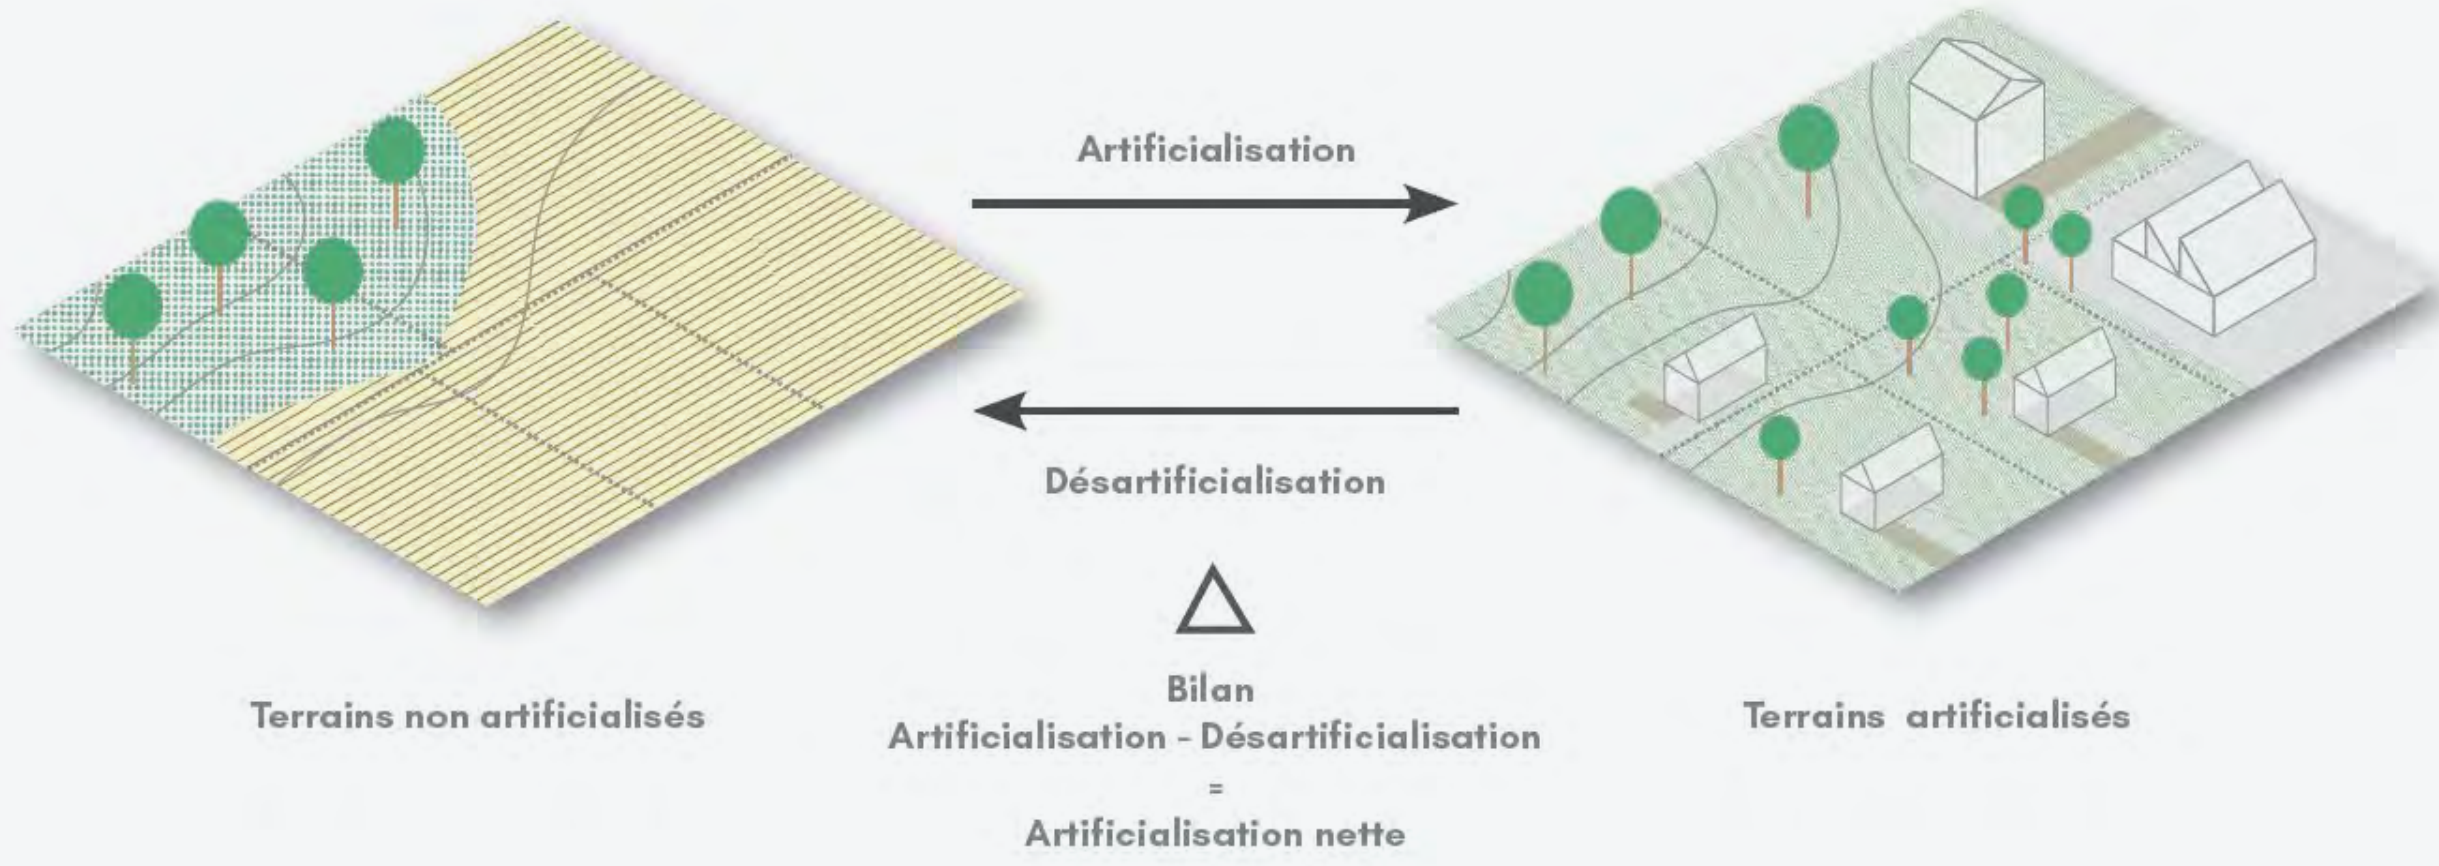 Artificialisation
Désartificialisation
Bilan
Artificialisation - Désartificialisation
=
Artificialisation nette
Terrains non artificialisés
Terrains artificialisés